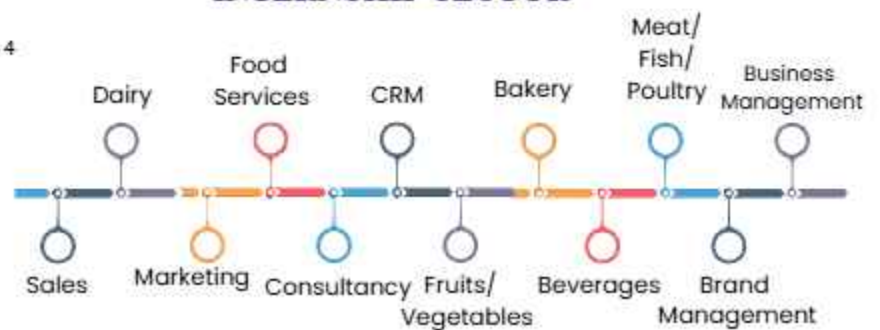 4
Dairy
Food
Services
CRM
Bakery
Meat/
Fish/
Poultry
Business
Management
Sales
Marketing
Consultancy
Fruits/
Vegetables
Beverages
Brand
Management